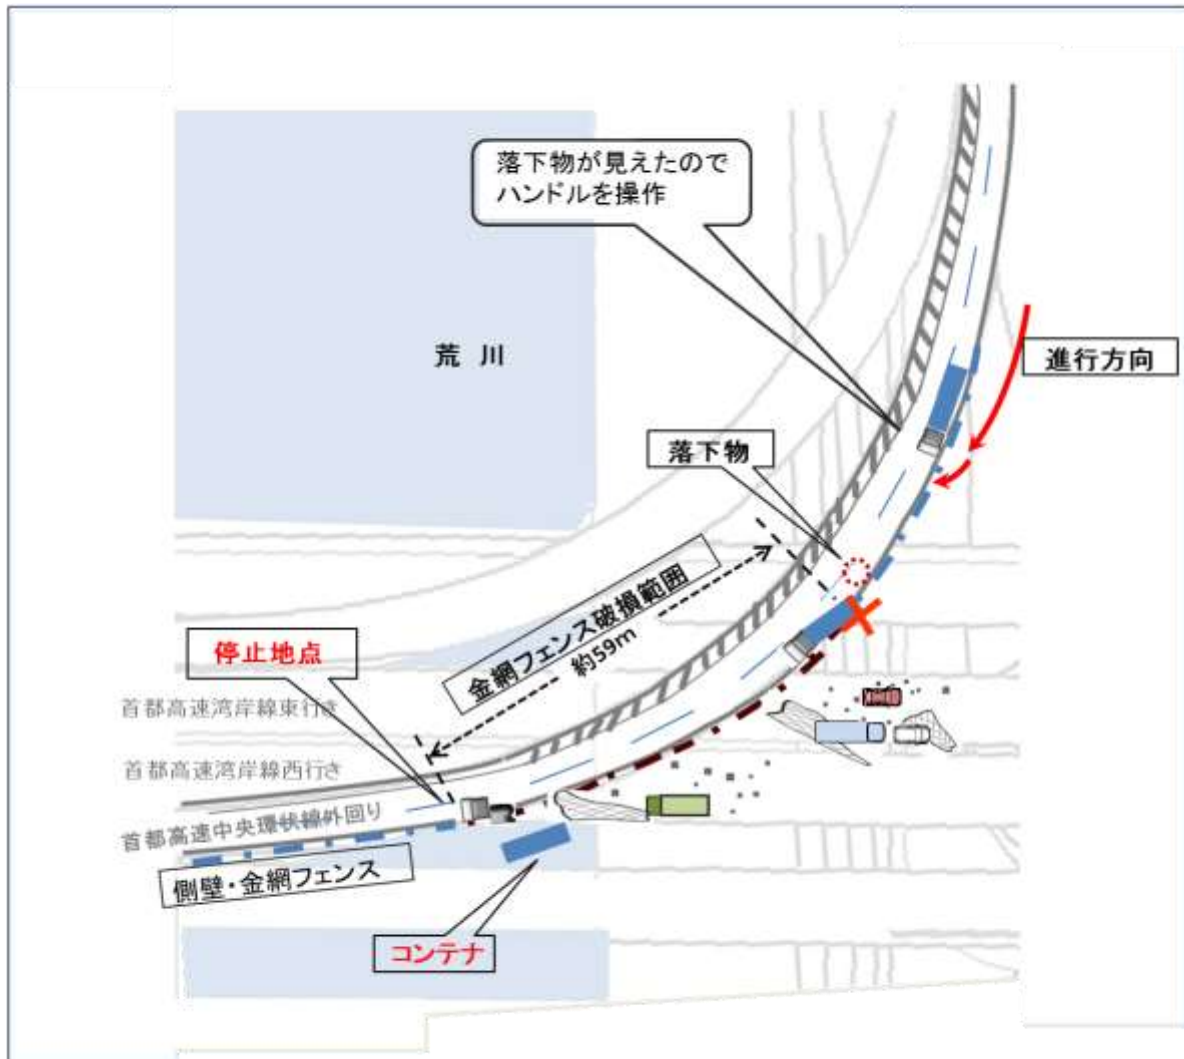 落下物が見えたので
ハンドルを操作
荒 川
進行方向
落下物
金網フェンス破損範囲
約59m
停止地点
首都高速湾岸線東行き
首都高速湾岸線西行き
首都高速中央環状線外回り
側壁・金網フェンス
コンテナ